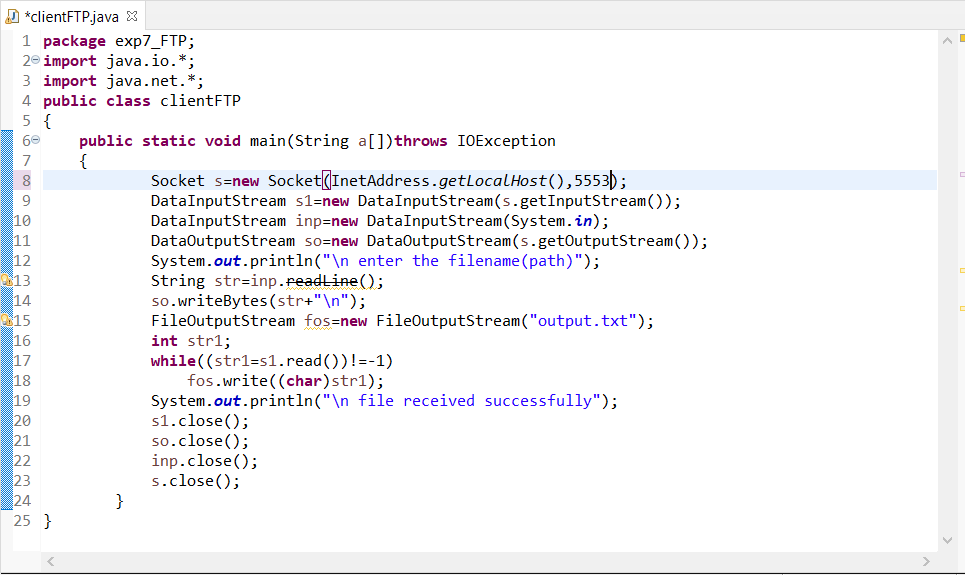 *clientFTP.java
1 package exp7_FTP;
2 import java.io.*;
3 import java.net.*;
4 public class clientFTP
5 {
6     public static void main(String a[])throws IOException
7     {
8             Socket s=new Socket(InetAddress.getLocalHost(),5553);
9             DataInputStream s1=new DataInputStream(s.getInputStream());
10             DataInputStream inp=new DataInputStream(System.in);
11             DataOutputStream so=new DataOutputStream(s.getOutputStream());
12             System.out.println("\n enter the filename(path)");
13             String str=inp.readLine();
14             so.writeBytes(str+"\n");
15             FileOutputStream fos=new FileOutputStream("output.txt");
16             int str1;
17             while((str1=s1.read())!=-1)
18                 fos.write((char)str1);
19             System.out.println("\n file received successfully");
20             s1.close();
21             so.close();
22             inp.close();
23             s.close();
24         }
25 }